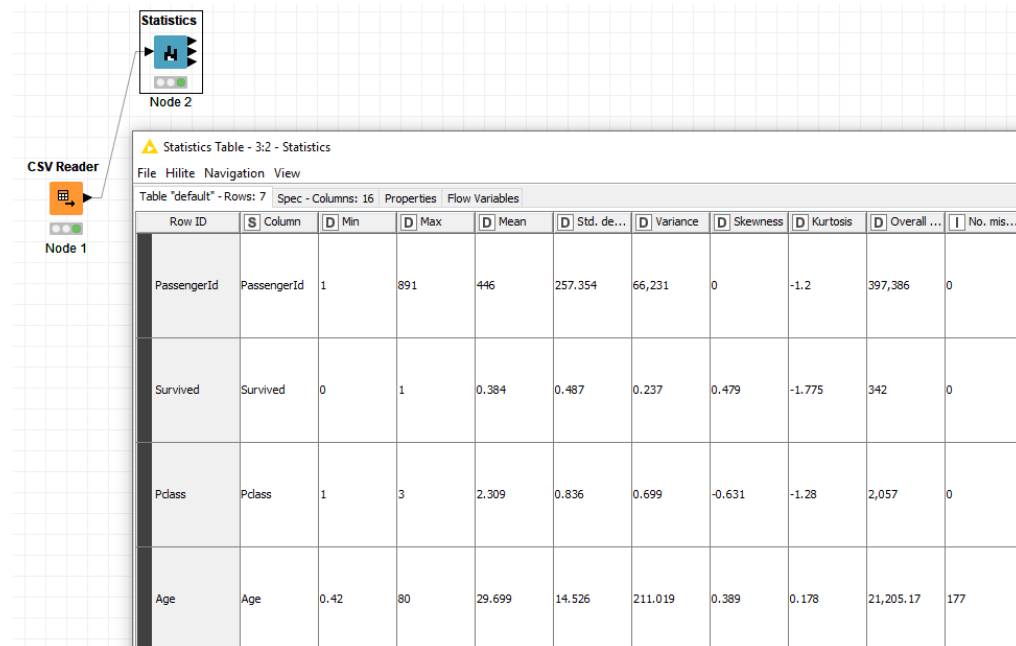 Statistics
Node 2
CSV Reader
Node 1
Statistics Table - 3:2 - Statistics
File Hilite Navigation View
Table "default" - Rows: 7 Spec - Columns: 16 Properties Flow Variables
Row ID S Column D Min D Max D Mean D Std. de... D Variance D Skewness D Kurtosis D Overall ... I No. mis...
PassengerId PassengerId 1 891 446 257.354 66,231 0 -1.2 397,386 0
Survived Survived 0 1 0.384 0.487 0.237 0.479 -1.775 342 0
Pclass Pclass 1 3 2.309 0.836 0.699 -0.631 -1.28 2,057 0
Age Age 0.42 80 29.699 14.526 211.019 0.389 0.178 21,205.17 177